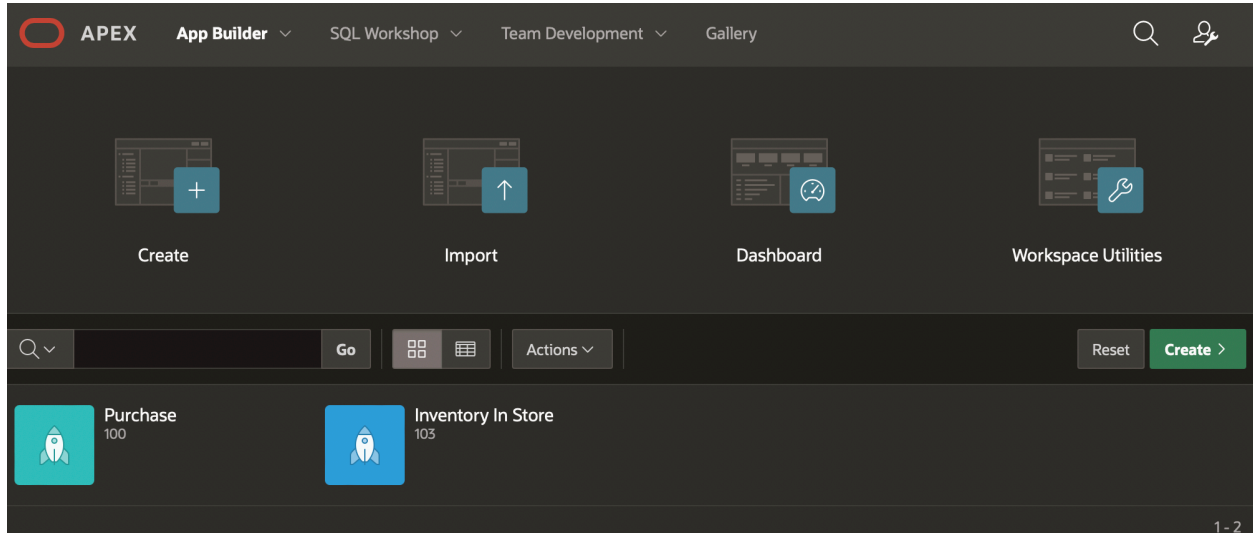 APEX App Builder SQL Workshop Team Development Gallery
Create Import Dashboard Workspace Utilities
Go Actions Reset Create
Purchase Inventory In Store
100 103
1 - 2